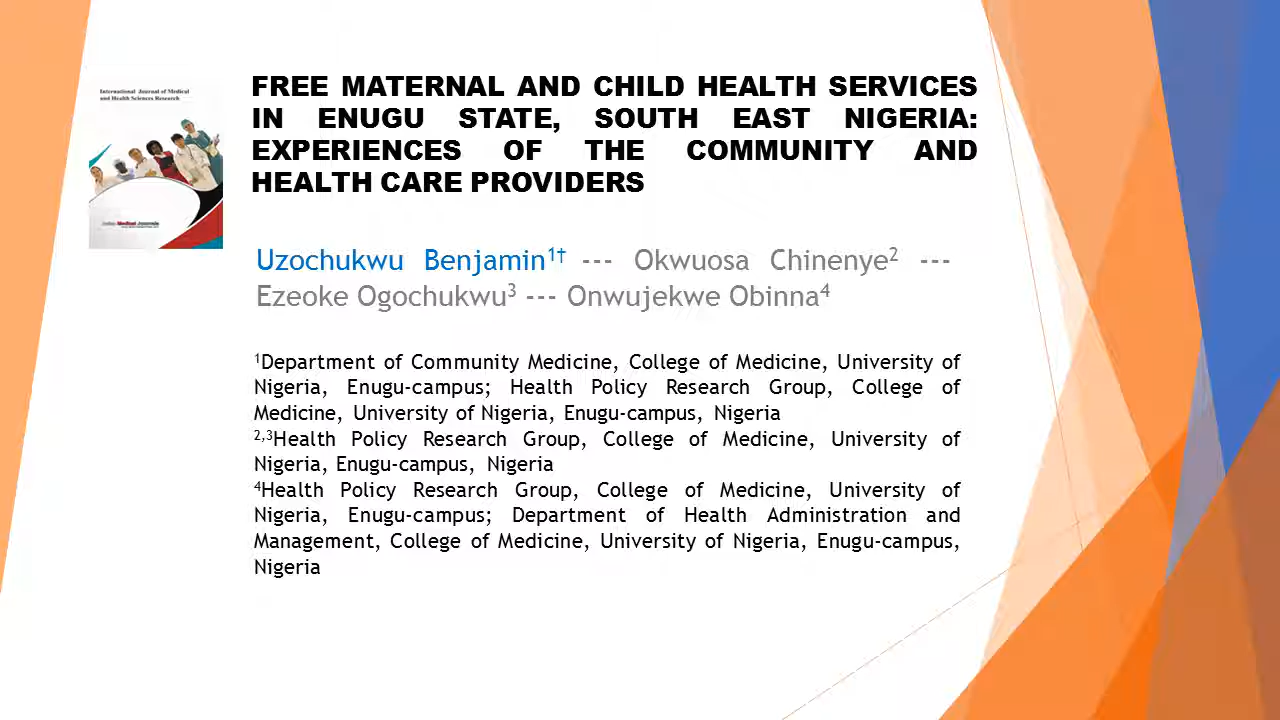 International Journal of Medical
and Health Sciences Research
FREE MATERNAL AND CHILD HEALTH SERVICES
IN ENUGU STATE, SOUTH EAST NIGERIA:
EXPERIENCES OF THE COMMUNITY AND
HEALTH CARE PROVIDERS
Uzochukwu Benjamin¹† --- Okwuosa Chinenye² ---
Ezeoke Ogochukwu³ --- Onwujekwe Obinna⁴
¹Department of Community Medicine, College of Medicine, University of
Nigeria, Enugu-campus; Health Policy Research Group, College of
Medicine, University of Nigeria, Enugu-campus, Nigeria
²,³Health Policy Research Group, College of Medicine, University of
Nigeria, Enugu-campus, Nigeria
⁴Health Policy Research Group, College of Medicine, University of
Nigeria, Enugu-campus; Department of Health Administration and
Management, College of Medicine, University of Nigeria, Enugu-campus,
Nigeria
Medical Journals